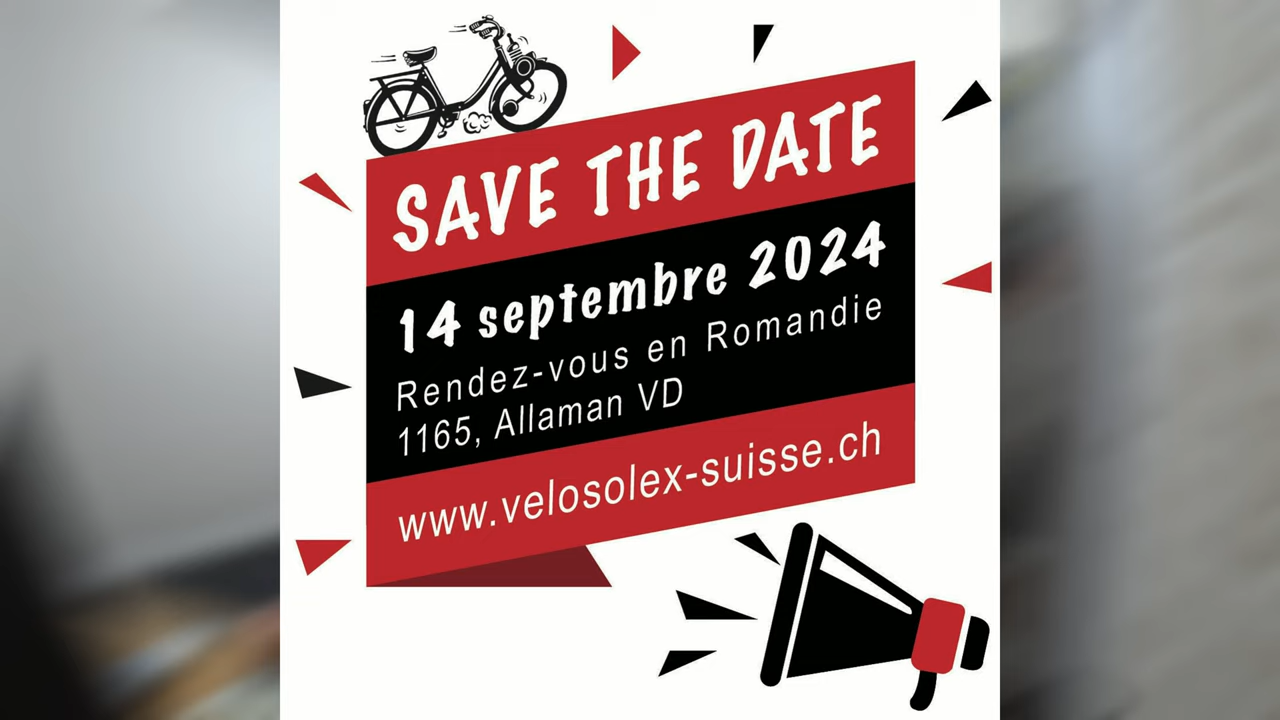 SAVE THE DATE
14 septembre 2024
Rendez-vous en Romandie
1165, Allaman VD
www.velosolex-suisse.ch